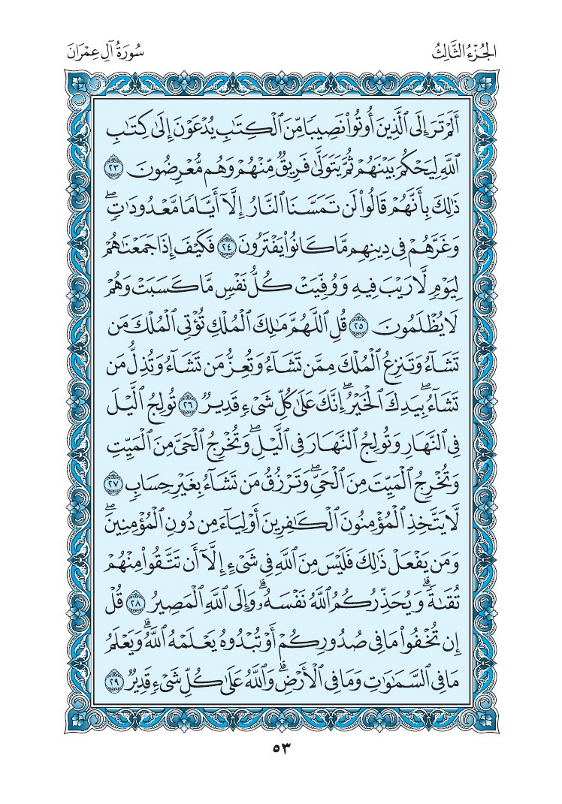 الجُزْءُ الثَّالِثُ
سُورَةُ آلِ عِمْرَانَ
أَلَمْ تَرَ إِلَى ٱلَّذِينَ أُوتُوا۟ نَصِيبًا مِّنَ ٱلْكِتَـٰبِ يُدْعَوْنَ إِلَىٰ كِتَـٰبِ
ٱللَّهِ لِيَحْكُمَ بَيْنَهُمْ ثُمَّ يَتَوَلَّىٰ فَرِيقٌ مِّنْهُمْ وَهُم مُّعْرِضُونَ ٢٣
ذَٰلِكَ بِأَنَّهُمْ قَالُوا۟ لَن تَمَسَّنَا ٱلنَّارُ إِلَّآ أَيَّامًا مَّعْدُودَٰتٍ ۖ
وَغَرَّهُمْ فِى دِينِهِم مَّا كَانُوا۟ يَفْتَرُونَ ٢٤ فَكَيْفَ إِذَا جَمَعْنَـٰهُمْ
لِيَوْمٍ لَّا رَيْبَ فِيهِ وَوُفِّيَتْ كُلُّ نَفْسٍ مَّا كَسَبَتْ وَهُمْ
لَا يُظْلَمُونَ ٢٥ قُلِ ٱللَّهُمَّ مَـٰلِكَ ٱلْمُلْكِ تُؤْتِى ٱلْمُلْكَ مَن
تَشَآءُ وَتَنزِعُ ٱلْمُلْكَ مِمَّن تَشَآءُ وَتُعِزُّ مَن تَشَآءُ وَتُذِلُّ مَن
تَشَآءُ ۖ بِيَدِكَ ٱلْخَيْرُ ۖ إِنَّكَ عَلَىٰ كُلِّ شَىْءٍ قَدِيرٌ ٢٦ تُولِجُ ٱلَّيْلَ
فِى ٱلنَّهَارِ وَتُولِجُ ٱلنَّهَارَ فِى ٱلَّيْلِ ۖ وَتُخْرِجُ ٱلْحَىَّ مِنَ ٱلْمَيِّتِ
وَتُخْرِجُ ٱلْمَيِّتَ مِنَ ٱلْحَىِّ ۖ وَتَرْزُقُ مَن تَشَآءُ بِغَيْرِ حِسَابٍ ٢٧
لَّا يَتَّخِذِ ٱلْمُؤْمِنُونَ ٱلْكَـٰفِرِينَ أَوْلِيَآءَ مِن دُونِ ٱلْمُؤْمِنِينَ ۖ
وَمَن يَفْعَلْ ذَٰلِكَ فَلَيْسَ مِنَ ٱللَّهِ فِى شَىْءٍ إِلَّآ أَن تَتَّقُوا۟ مِنْهُمْ
تُقَىٰةً ۗ وَيُحَذِّرُكُمُ ٱللَّهُ نَفْسَهُۥ ۗ وَإِلَى ٱللَّهِ ٱلْمَصِيرُ ٢٨ قُلْ
إِن تُخْفُوا۟ مَا فِى صُدُورِكُمْ أَوْ تُبْدُوهُ يَعْلَمْهُ ٱللَّهُ ۗ وَيَعْلَمُ
مَا فِى ٱلسَّمَـٰوَٰتِ وَمَا فِى ٱلْأَرْضِ ۗ وَٱللَّهُ عَلَىٰ كُلِّ شَىْءٍ قَدِيرٌ ٢٩
٥٣